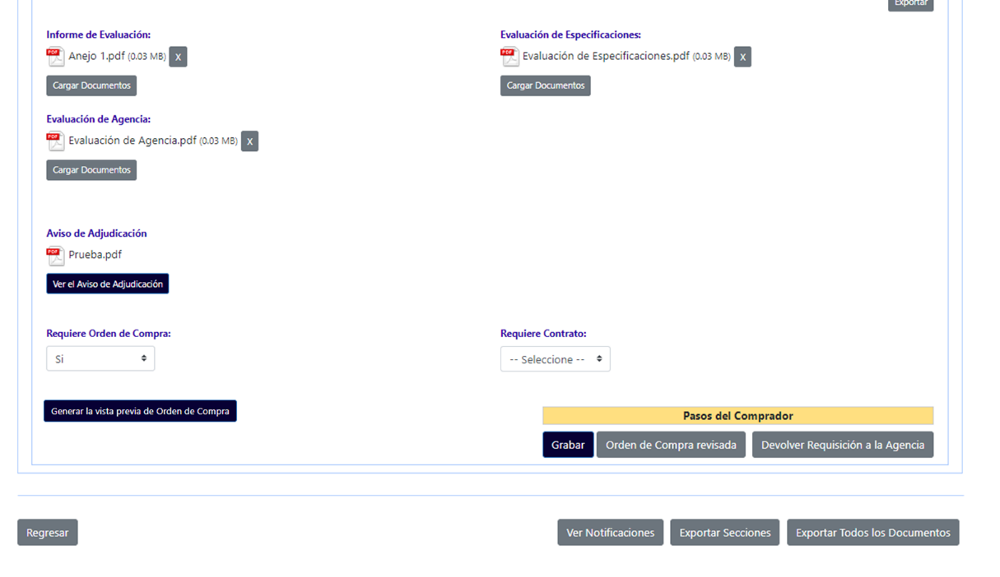 Exportar
Informe de Evaluación:
Evaluación de Especificaciones:
PDF Anejo 1.pdf (0.03 MB) X
PDF Evaluación de Especificaciones.pdf (0.03 MB) X
Cargar Documentos
Cargar Documentos
Evaluación de Agencia:
PDF Evaluación de Agencia.pdf (0.03 MB) X
Cargar Documentos
Aviso de Adjudicación
PDF Prueba.pdf
Ver el Aviso de Adjudicación
Requiere Orden de Compra:
Requiere Contrato:
Si
-- Seleccione --
Generar la vista previa de Orden de Compra
Pasos del Comprador
Grabar
Orden de Compra revisada
Devolver Requisición a la Agencia
Regresar
Ver Notificaciones
Exportar Secciones
Exportar Todos los Documentos